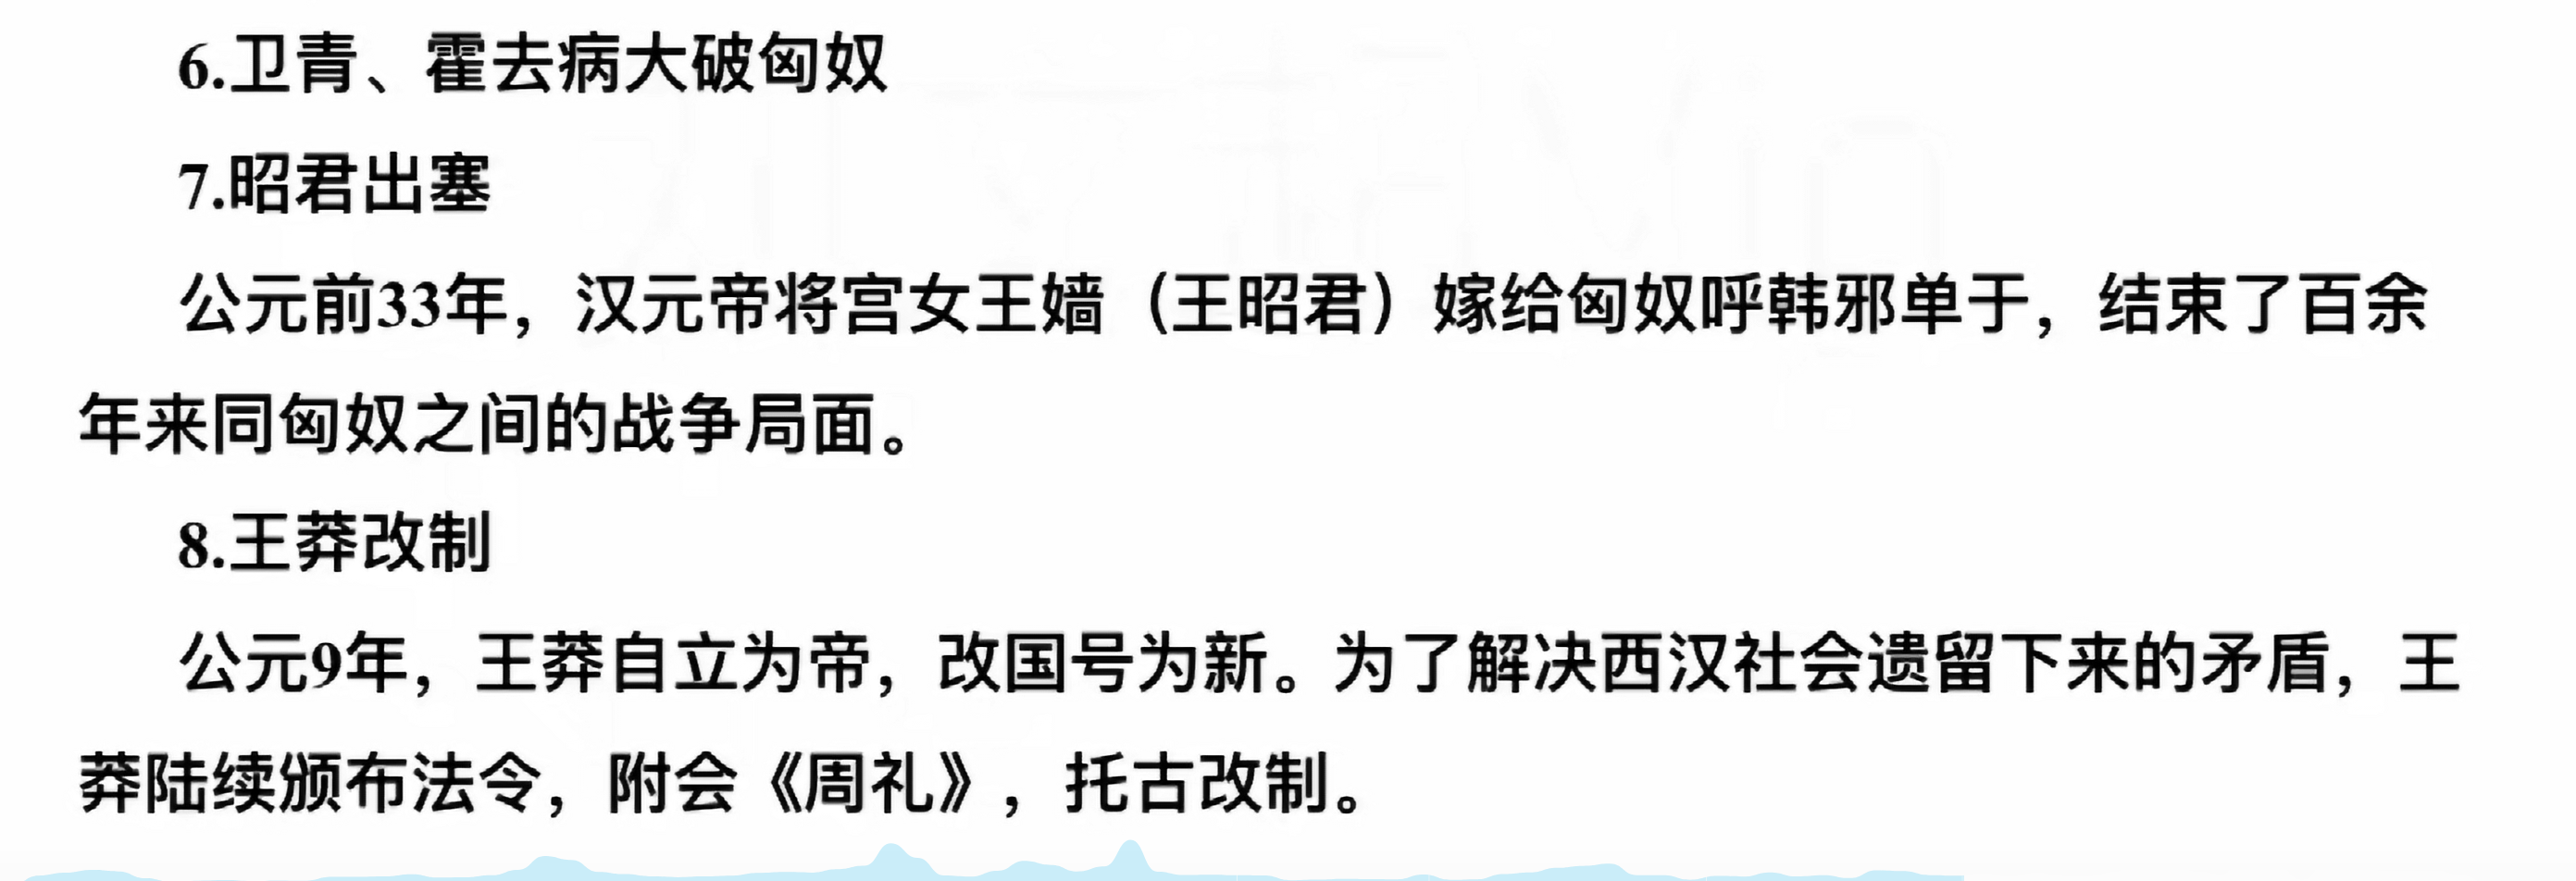 6.卫青、霍去病大破匈奴
7.昭君出塞
公元前33年，汉元帝将宫女王嫱（王昭君）嫁给匈奴呼韩邪单于，结束了百余
年来同匈奴之间的战争局面。
8.王莽改制
公元9年，王莽自立为帝，改国号为新。为了解决西汉社会遗留下来的矛盾，王
莽陆续颁布法令，附会《周礼》，托古改制。